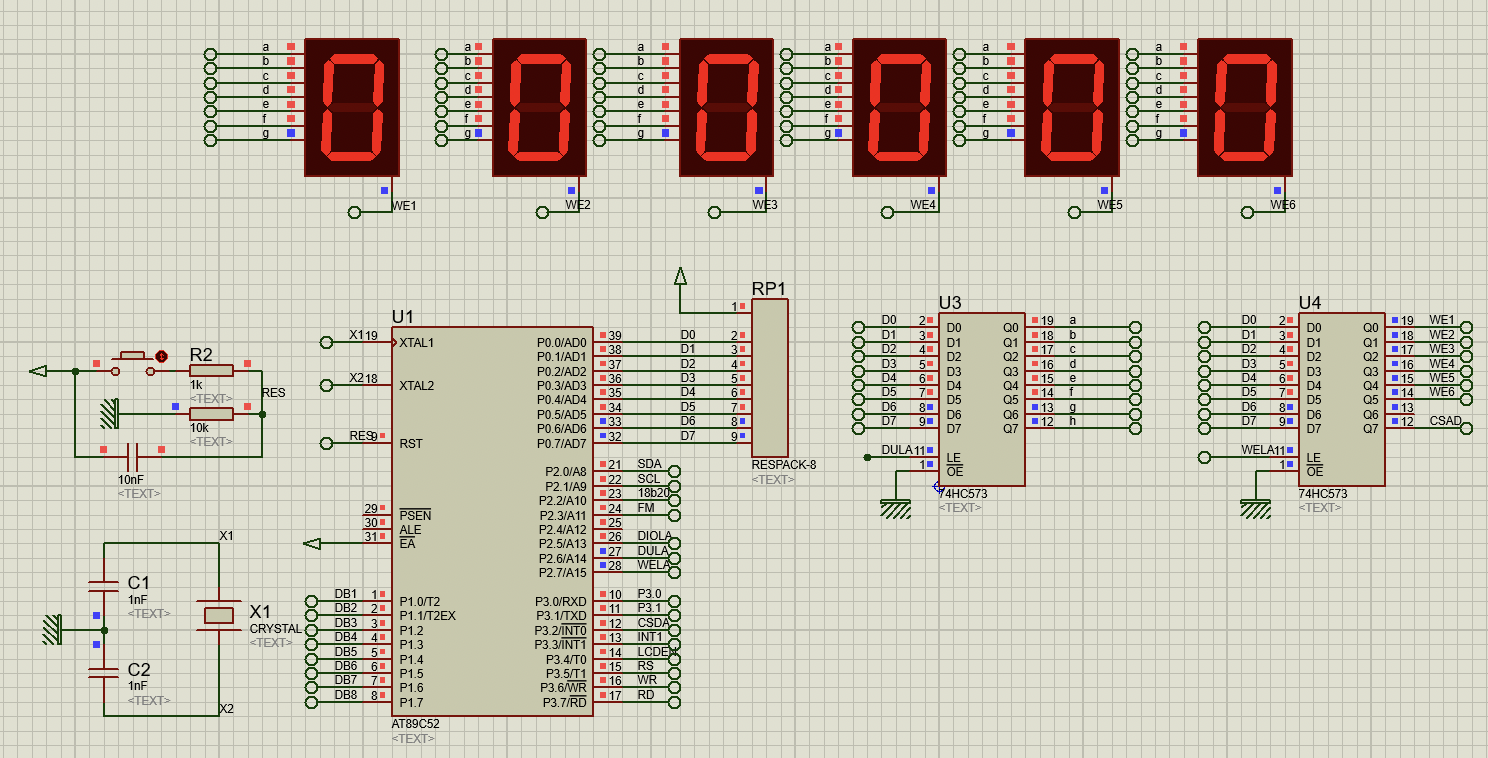 a a a a a a
b b b b b b
c c c c c c
d d d d d d
e e e e e e
f f f f f f
g g g g g g
WE1 WE2 WE3 WE4 WE5 WE6
R2
1k
<TEXT>
RES
10k
<TEXT>
10nF
<TEXT>
X1
C1
1nF
<TEXT>
X1
CRYSTAL
<TEXT>
C2
1nF
<TEXT>
X2
U1
X1 19 XTAL1
X2 18 XTAL2
RES 9 RST
29 PSEN
30 ALE
31 EA
DB1 1 P1.0/T2
DB2 2 P1.1/T2EX
DB3 3 P1.2
DB4 4 P1.3
DB5 5 P1.4
DB6 6 P1.5
DB7 7 P1.6
DB8 8 P1.7
P0.0/AD0 39 D0 2
P0.1/AD1 38 D1 3
P0.2/AD2 37 D2 4
P0.3/AD3 36 D3 5
P0.4/AD4 35 D4 6
P0.5/AD5 34 D5 7
P0.6/AD6 33 D6 8
P0.7/AD7 32 D7 9
P2.0/A8 21 SDA
P2.1/A9 22 SCL
P2.2/A10 23 18b20
P2.3/A11 24 FM
P2.4/A12 25
P2.5/A13 26 DIOLA
P2.6/A14 27 DULA
P2.7/A15 28 WELA
P3.0/RXD 10 P3.0
P3.1/TXD 11 P3.1
P3.2/INT0 12 CSDA
P3.3/INT1 13 INT1
P3.4/T0 14 LCDEN
P3.5/T1 15 RS
P3.6/WR 16 WR
P3.7/RD 17 RD
AT89C52
<TEXT>
RP1
1
RESPACK-8
<TEXT>
U3
D0 2 D0 Q0 19 a
D1 3 D1 Q1 18 b
D2 4 D2 Q2 17 c
D3 5 D3 Q3 16 d
D4 6 D4 Q4 15 e
D5 7 D5 Q5 14 f
D6 8 D6 Q6 13 g
D7 9 D7 Q7 12 h
DULA 11 LE
1 OE
74HC573
<TEXT>
U4
D0 2 D0 Q0 19 WE1
D1 3 D1 Q1 18 WE2
D2 4 D2 Q2 17 WE3
D3 5 D3 Q3 16 WE4
D4 6 D4 Q4 15 WE5
D5 7 D5 Q5 14 WE6
D6 8 D6 Q6 13
D7 9 D7 Q7 12 CSAD
WELA 11 LE
1 OE
74HC573
<TEXT>